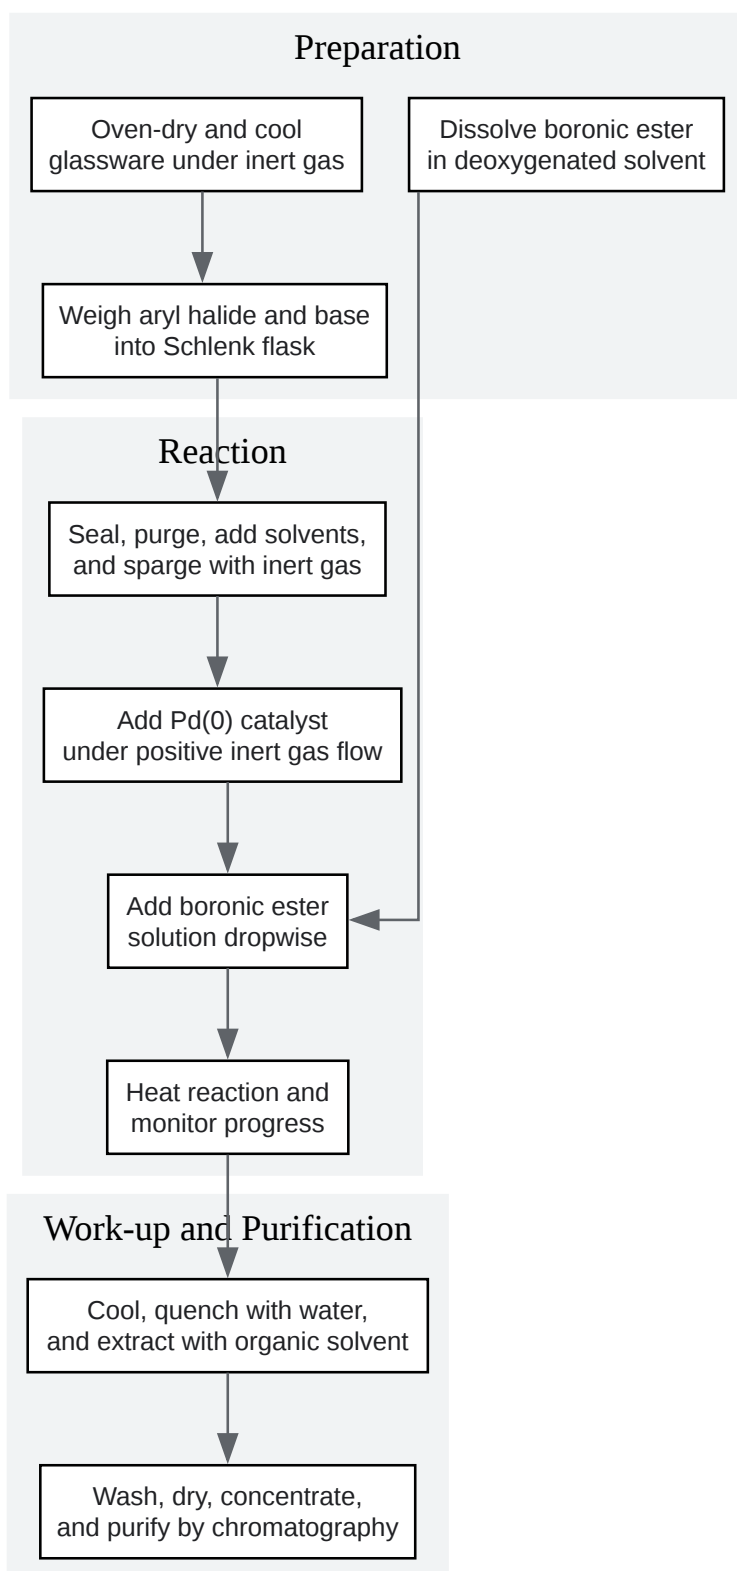 Preparation
Oven-dry and cool
glassware under inert gas
Dissolve boronic ester
in deoxygenated solvent
Weigh aryl halide and base
into Schlenk flask
Reaction
Seal, purge, add solvents,
and sparge with inert gas
Add Pd(0) catalyst
under positive inert gas flow
Add boronic ester
solution dropwise
Heat reaction and
monitor progress
Work-up and Purification
Cool, quench with water,
and extract with organic solvent
Wash, dry, concentrate,
and purify by chromatography